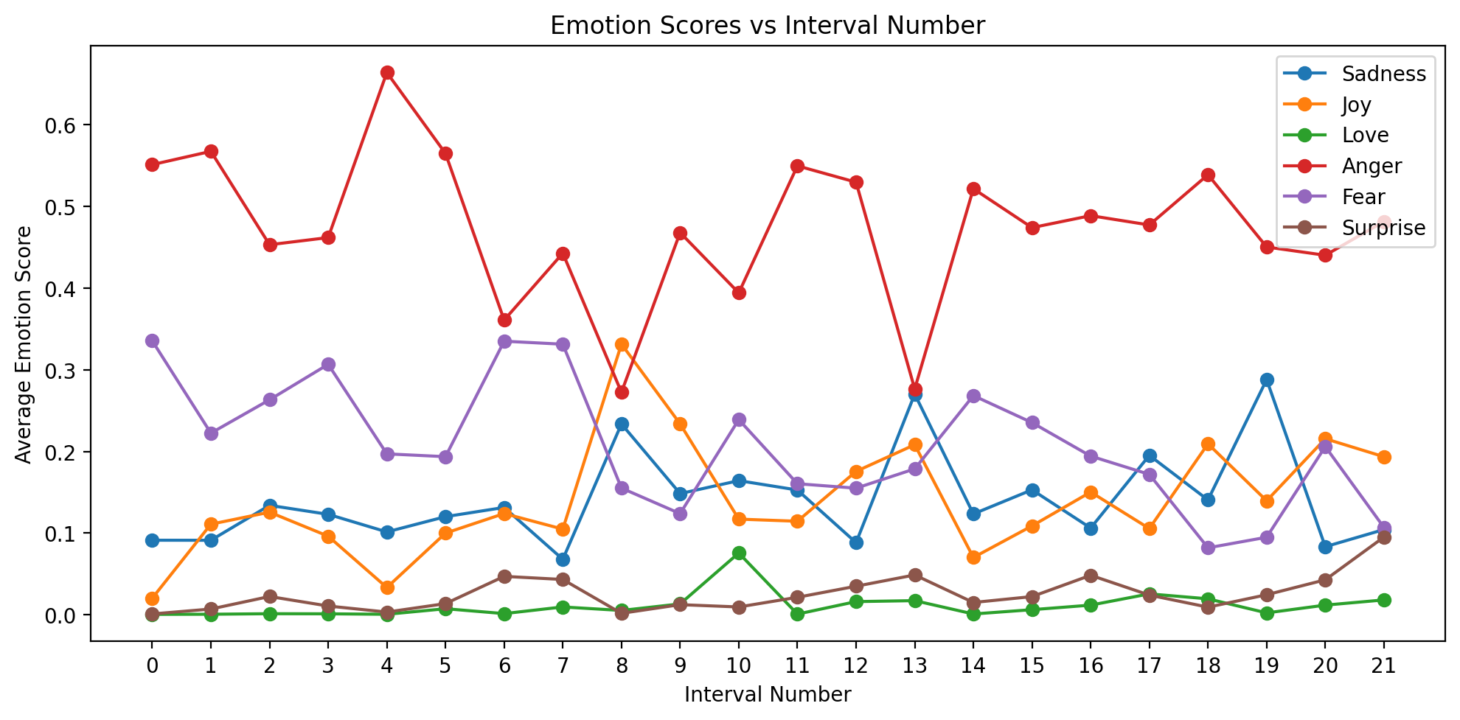 Emotion Scores vs Interval Number
Sadness
Joy
Love
Anger
Fear
Surprise
Average Emotion Score
0.6
0.5
0.4
0.3
0.2
0.1
0.0
0 1 2 3 4 5 6 7 8 9 10 11 12 13 14 15 16 17 18 19 20 21
Interval Number